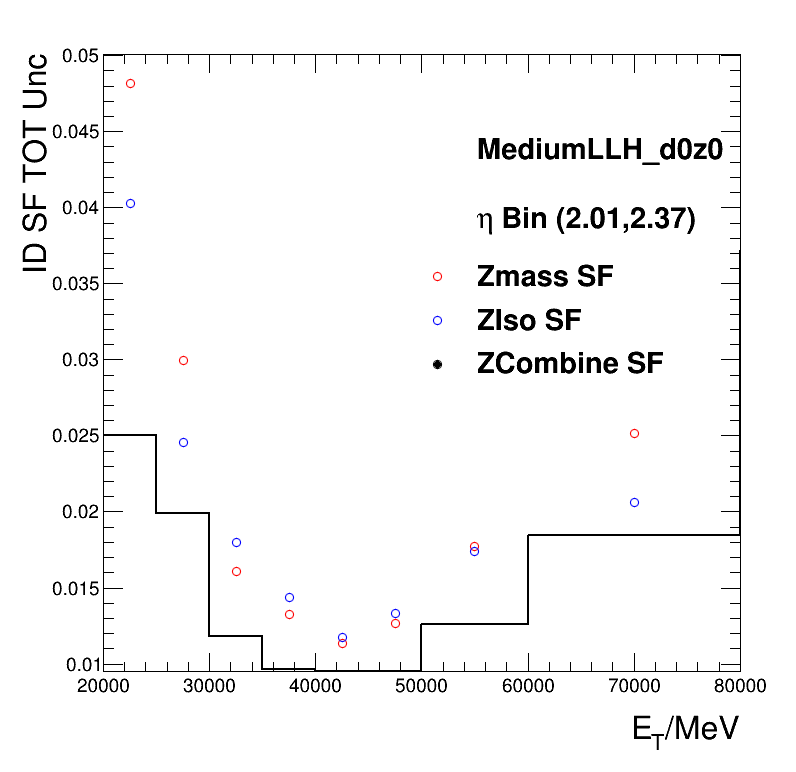 0.05
0.045
0.04
0.035
0.03
0.025
0.02
0.015
0.01
ID SF TOT Unc
MediumLLH_d0z0
η Bin (2.01,2.37)
Zmass SF
ZIso SF
ZCombine SF
20000 30000 40000 50000 60000 70000 80000
E_T/MeV